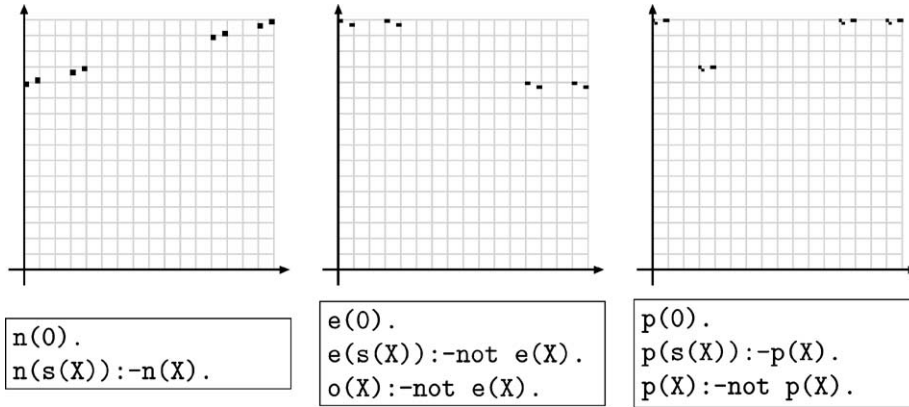 n(0).
n(s(X)):-n(X).
e(0).
e(s(X)):-not e(X).
o(X):-not e(X).
p(0).
p(s(X)):-p(X).
p(X):-not p(X).